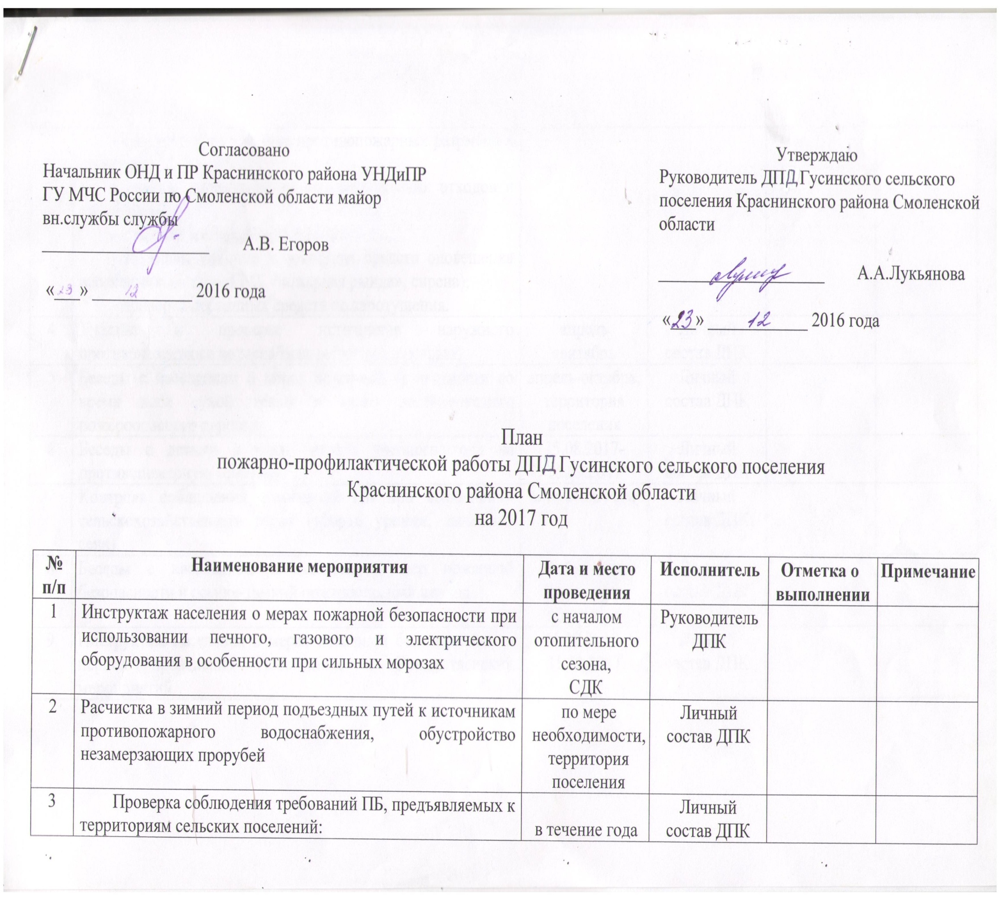 Согласовано
Начальник ОНД и ПР Краснинского района УНДиПР
ГУ МЧС России по Смоленской области майор
вн.службы службы
А.В. Егоров
«23» 12 2016 года
Утверждаю
Руководитель ДПД Гусинского сельского
поселения Краснинского района Смоленской
области
А.А.Лукьянова
«23» 12 2016 года
План
пожарно-профилактической работы ДПД Гусинского сельского поселения
Краснинского района Смоленской области
на 2017 год
№ п/п
Наименование мероприятия
Дата и место
проведения
Исполнитель
Отметка о
выполнении
Примечание
1
Инструктаж населения о мерах пожарной безопасности при
использовании печного, газового и электрического
оборудования в особенности при сильных морозах
с началом
отопительного
сезона,
СДК
Руководитель
ДПК
2
Расчистка в зимний период подъездных путей к источникам
противопожарного водоснабжения, обустройство
незамерзающих прорубей
по мере
необходимости,
территория
поселения
Личный
состав ДПК
3
Проверка соблюдения требований ПБ, предъявляемых к
территориям сельских поселений:
в течение года
Личный
состав ДПК